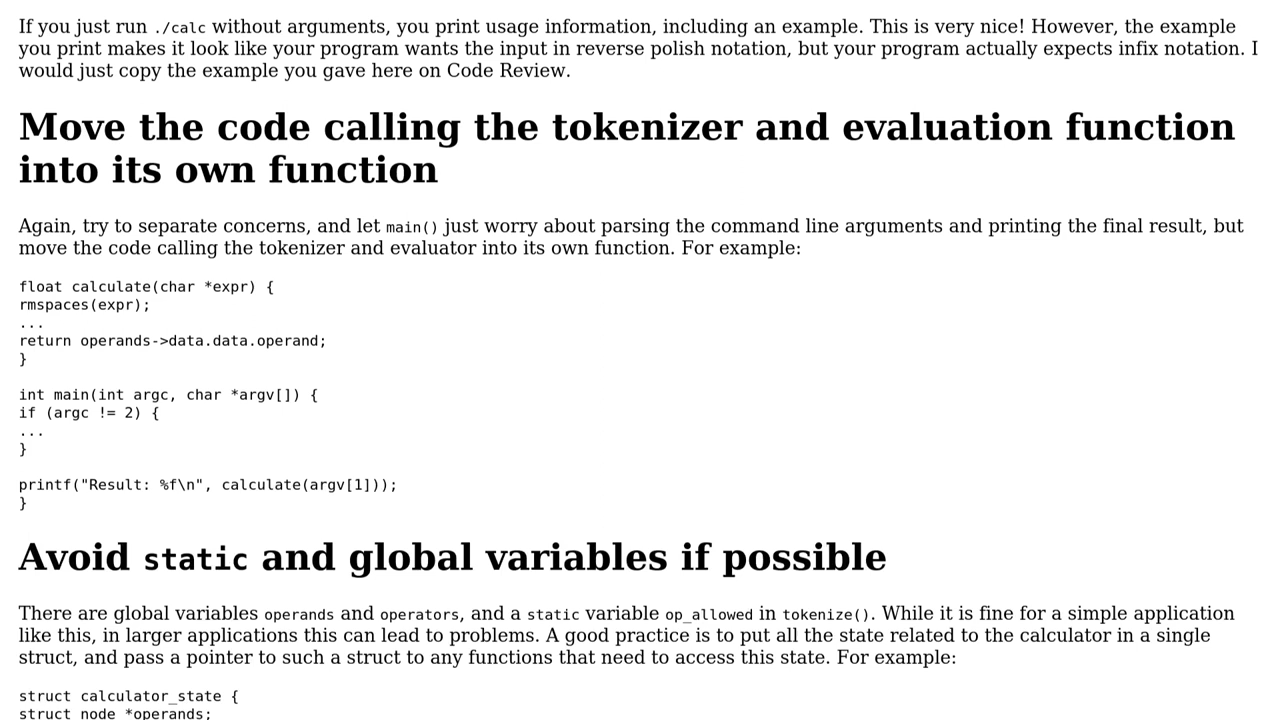 If you just run ./calc without arguments, you print usage information, including an example. This is very nice! However, the example
you print makes it look like your program wants the input in reverse polish notation, but your program actually expects infix notation. I
would just copy the example you gave here on Code Review.
Move the code calling the tokenizer and evaluation function
into its own function
Again, try to separate concerns, and let main() just worry about parsing the command line arguments and printing the final result, but
move the code calling the tokenizer and evaluator into its own function. For example:
float calculate(char *expr) {
rmspaces(expr);
...
return operands->data.data.operand;
}
int main(int argc, char *argv[]) {
if (argc != 2) {
...
}
printf("Result: %f\n", calculate(argv[1]));
}
Avoid static and global variables if possible
There are global variables operands and operators, and a static variable op_allowed in tokenize(). While it is fine for a simple application
like this, in larger applications this can lead to problems. A good practice is to put all the state related to the calculator in a single
struct, and pass a pointer to such a struct to any functions that need to access this state. For example:
struct calculator_state {
struct node *operands;